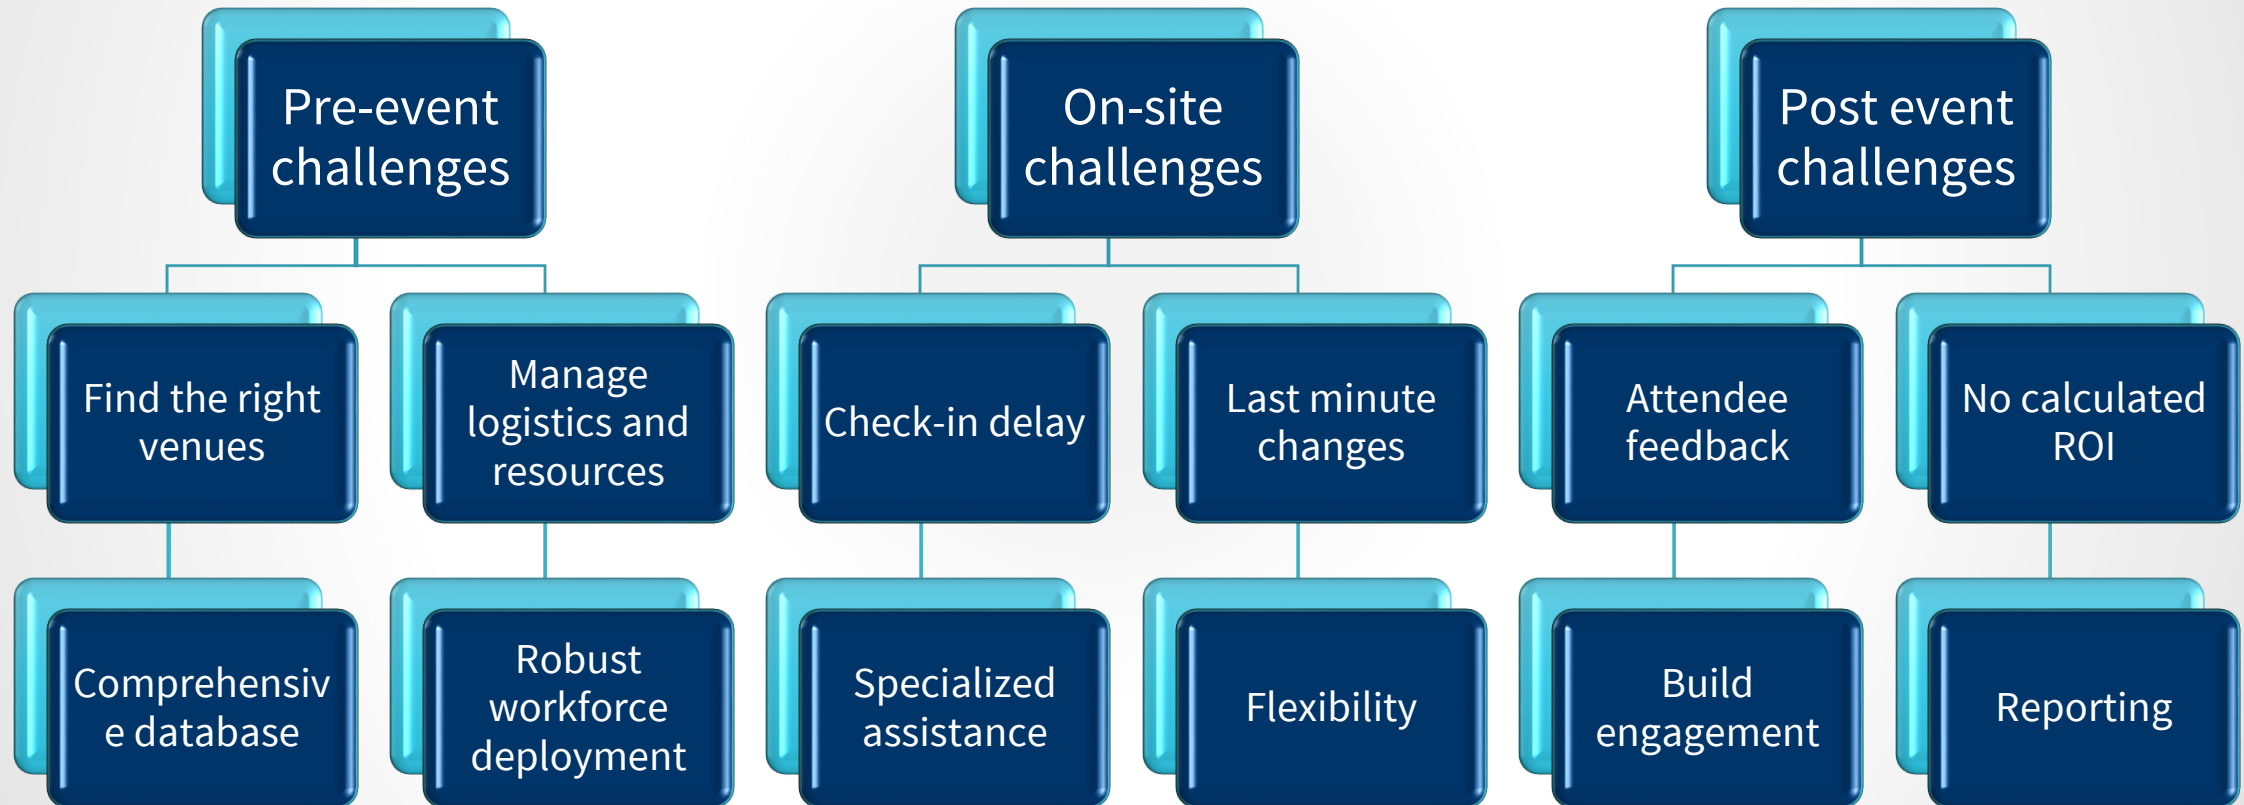 Pre-event
challenges
On-site
challenges
Post event
challenges
Find the right
venues
Manage
logistics and
resources
Check-in delay
Last minute
changes
Attendee
feedback
No calculated
ROI
Comprehensiv
e database
Robust
workforce
deployment
Specialized
assistance
Flexibility
Build
engagement
Reporting